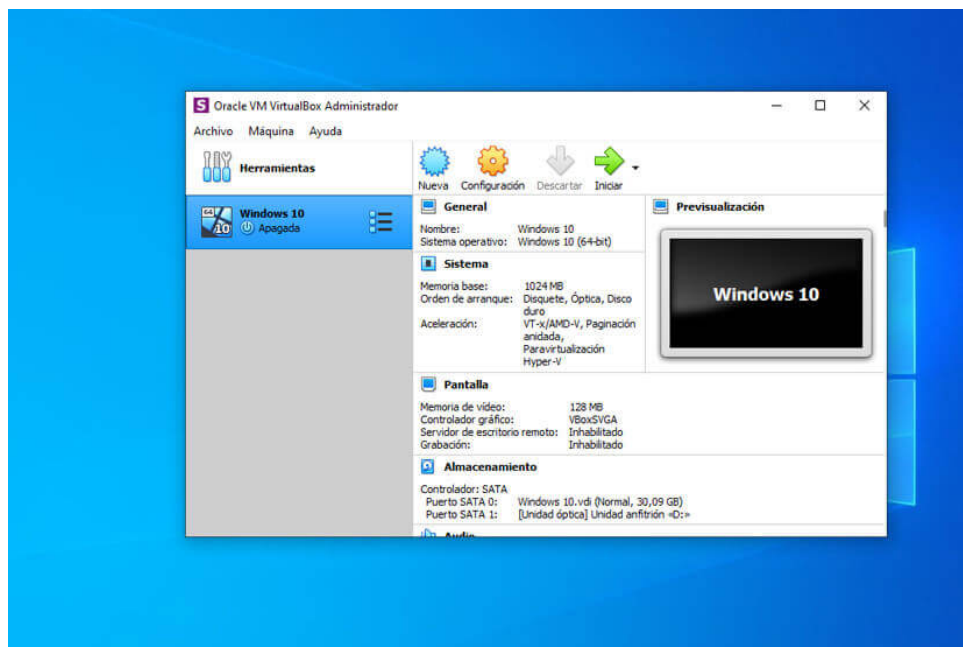 S Oracle VM VirtualBox Administrador
Archivo Máquina Ayuda
Herramientas
Nueva Configuración Descartar Iniciar
64 10 Windows 10
Apagada
General
Nombre: Windows 10
Sistema operativo: Windows 10 (64-bit)
Sistema
Memoria base: 1024 MB
Orden de arranque: Disquete, Óptica, Disco
duro
Aceleración: VT-x/AMD-V, Paginación
anidada,
Paravirtualización
Hyper-V
Previsualización
Windows 10
Pantalla
Memoria de vídeo: 128 MB
Controlador gráfico: VBoxSVGA
Servidor de escritorio remoto: Inhabilitado
Grabación: Inhabilitado
Almacenamiento
Controlador: SATA
Puerto SATA 0: Windows 10.vdi (Normal, 30,09 GB)
Puerto SATA 1: [Unidad óptica] Unidad anfitrión «D:»
Audio